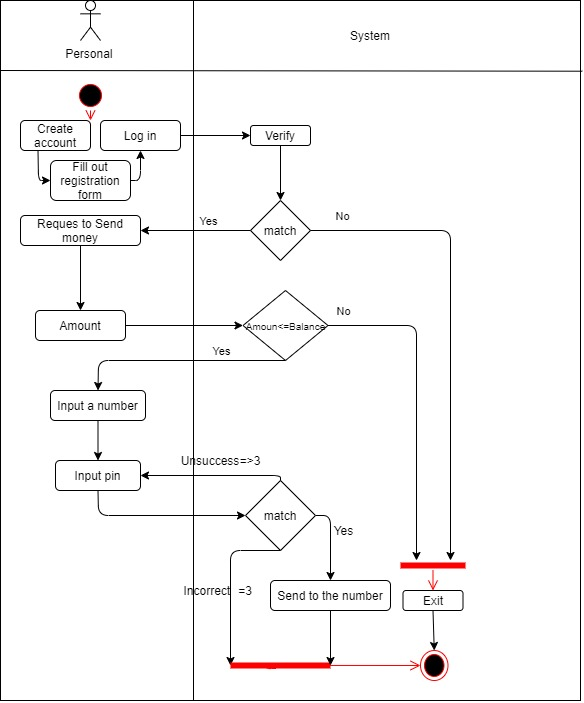 Personal
System
Create
account
Log in
Verify
Fill out
registration
form
Reques to Send
money
Yes
match
No
Amount
Amoun<=Balance
No
Yes
Input a number
Unsuccess=>3
Input pin
match
Yes
Incorrect =3
Send to the number
Exit